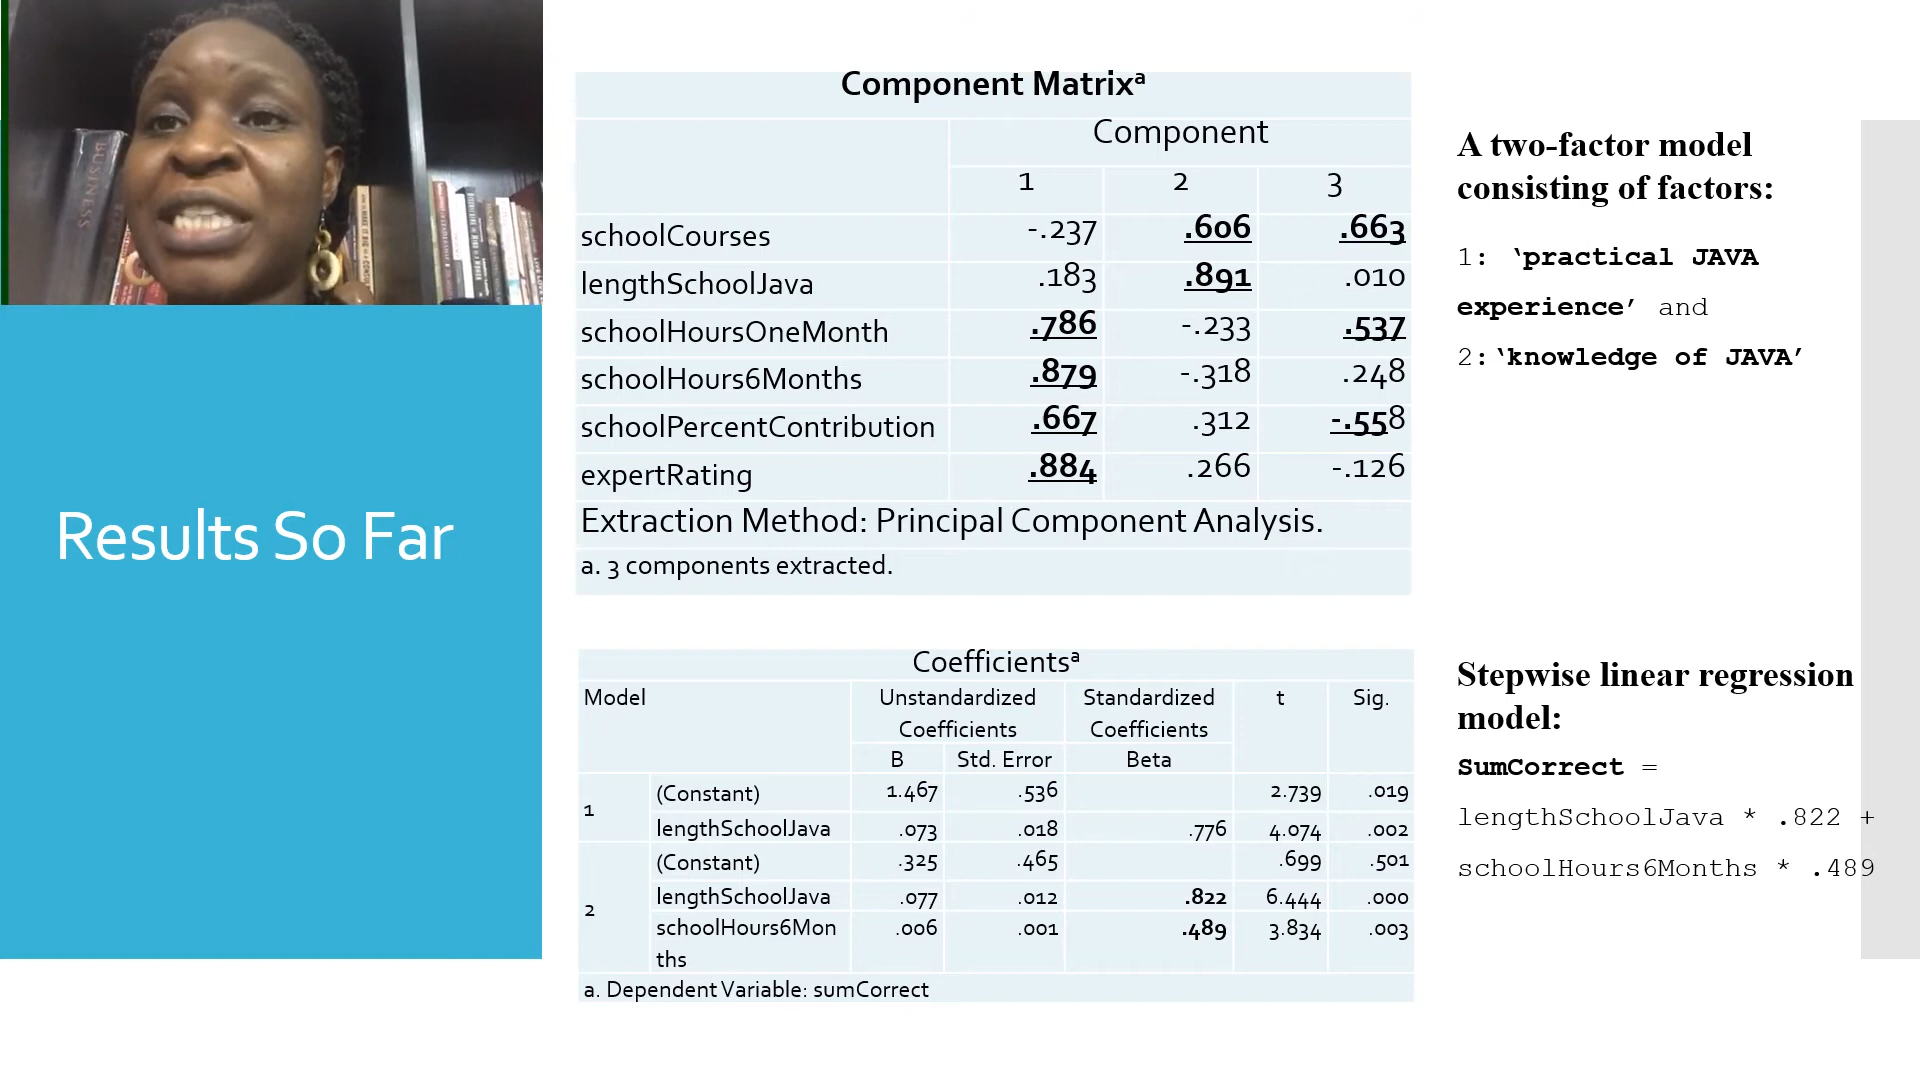 BUSINESS
Results So Far
Component Matrixa
Component
1 2 3
schoolCourses -.237 .606 .663
lengthSchoolJava .183 .891 .010
schoolHoursOneMonth .786 -.233 .537
schoolHours6Months .879 -.318 .248
schoolPercentContribution .667 .312 -.558
expertRating .884 .266 -.126
Extraction Method: Principal Component Analysis.
a. 3 components extracted.
A two-factor model
consisting of factors:
1: ‘practical JAVA
experience’ and
2:‘knowledge of JAVA’
Coefficientsa
Model Unstandardized Standardized t Sig.
Coefficients Coefficients
B Std. Error Beta
1 (Constant) 1.467 .536 2.739 .019
lengthSchoolJava .073 .018 .776 4.074 .002
2 (Constant) .325 .465 .699 .501
lengthSchoolJava .077 .012 .822 6.444 .000
schoolHours6Mon .006 .001 .489 3.834 .003
ths
a. Dependent Variable: sumCorrect
Stepwise linear regression
model:
SumCorrect =
lengthSchoolJava * .822 +
schoolHours6Months * .489